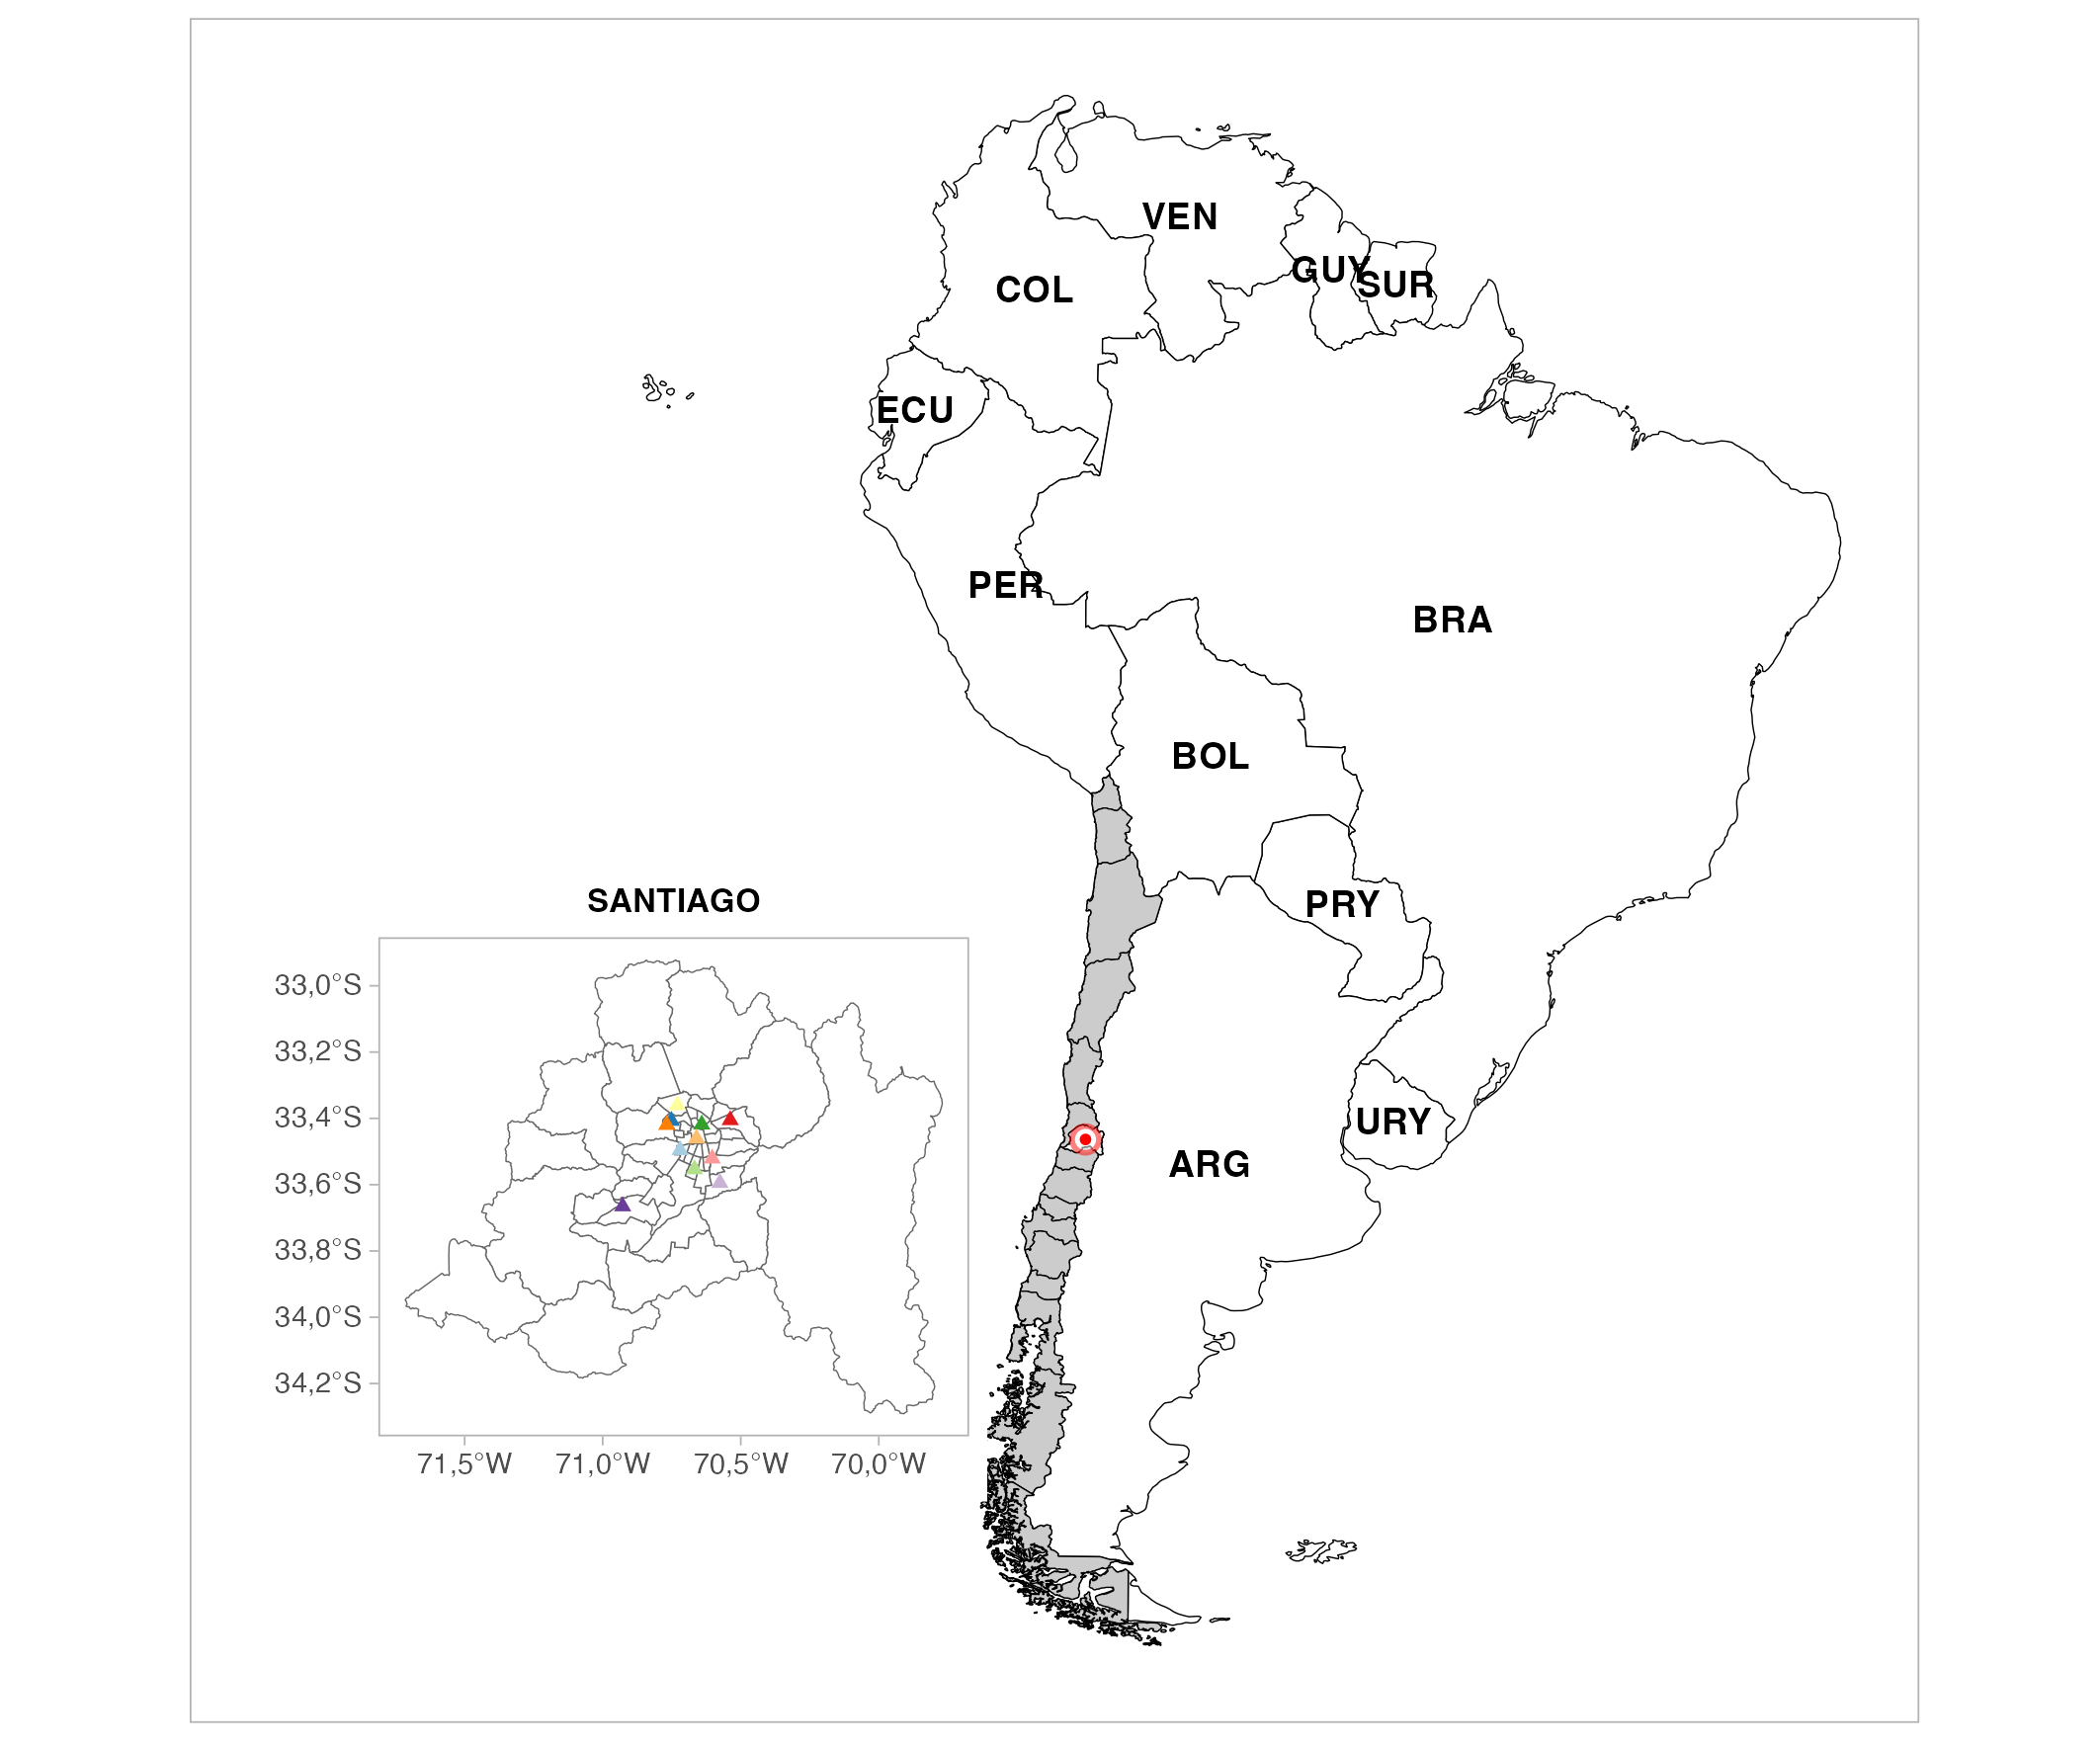 VEN
COL
GUY
SUR
ECU
PER
BRA
BOL
PRY
URY
ARG
SANTIAGO
33,0°S
33,2°S
33,4°S
33,6°S
33,8°S
34,0°S
34,2°S
71,5°W 71,0°W 70,5°W 70,0°W